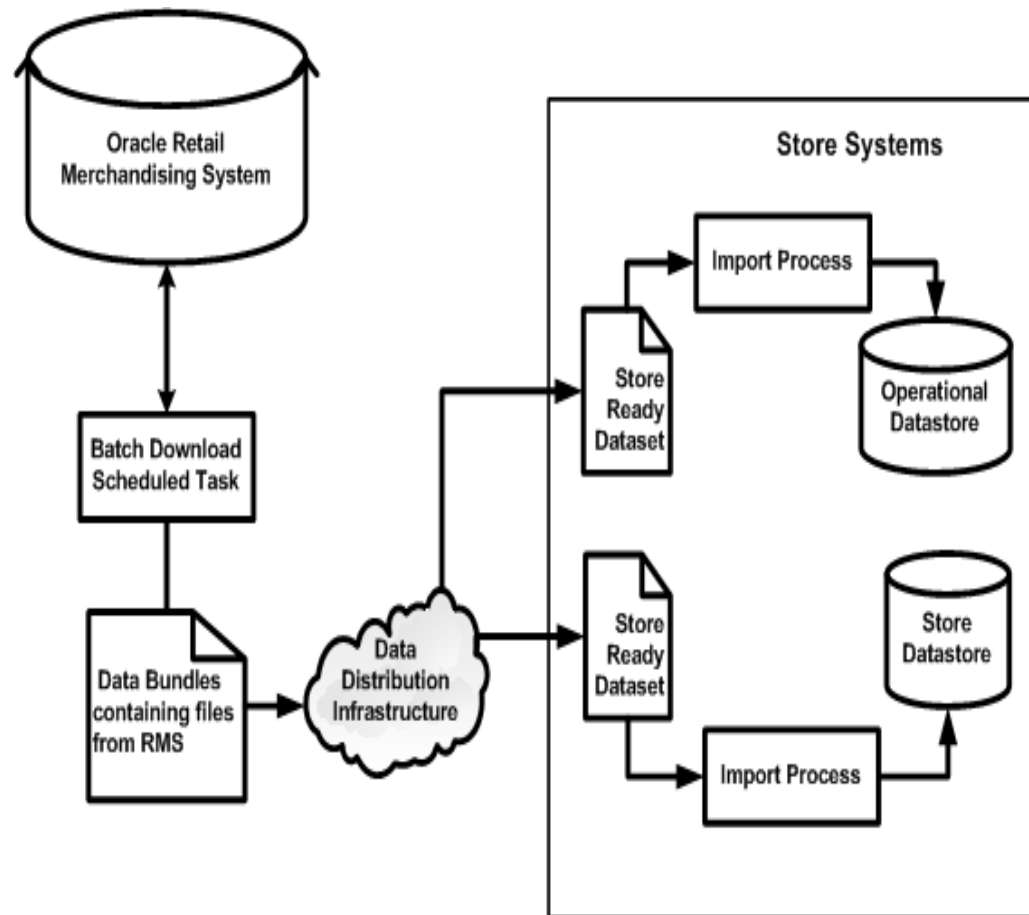 Oracle Retail
Merchandising System
Batch Download
Scheduled Task
Data Bundles
containing files
from RMS
Data
Distribution
Infrastructure
Store Systems
Import Process
Store
Ready
Dataset
Operational
Datastore
Store
Ready
Dataset
Store
Datastore
Import Process